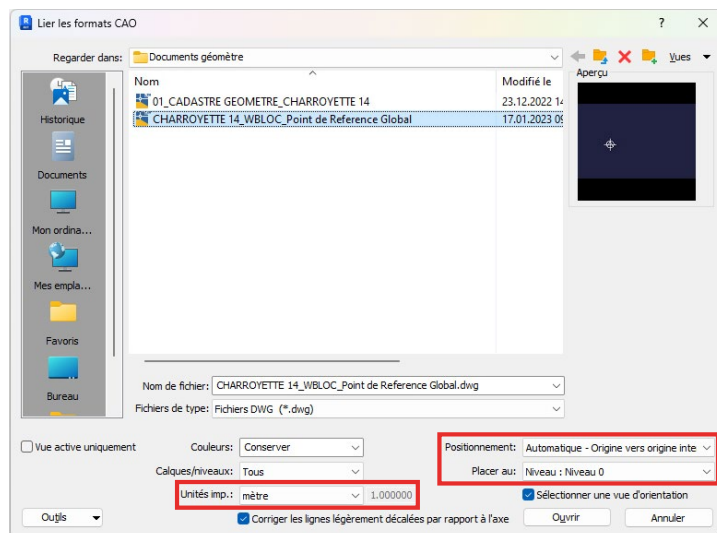 Lier les formats CAO ? ×
Regarder dans: Documents géomètre Vues
Nom Modifié le Aperçu
01_CADASTRE GEOMETRE_CHARROYETTE 14 23.12.2022 14
CHARROYETTE 14_WBLOC_Point de Reference Global 17.01.2023 09
Historique
Documents
Mon ordina...
Mes empla...
Favoris
Bureau
Nom de fichier: CHARROYETTE 14_WBLOC_Point de Reference Global.dwg
Fichiers de type: Fichiers DWG (*.dwg)
Vue active uniquement Couleurs: Conserver Positionnement: Automatique - Origine vers origine inte
Calques/niveaux: Tous Placer au: Niveau : Niveau 0
Unités imp.: mètre 1.000000 Sélectionner une vue d'orientation
Outils Corriger les lignes légèrement décalées par rapport à l'axe Ouvrir Annuler